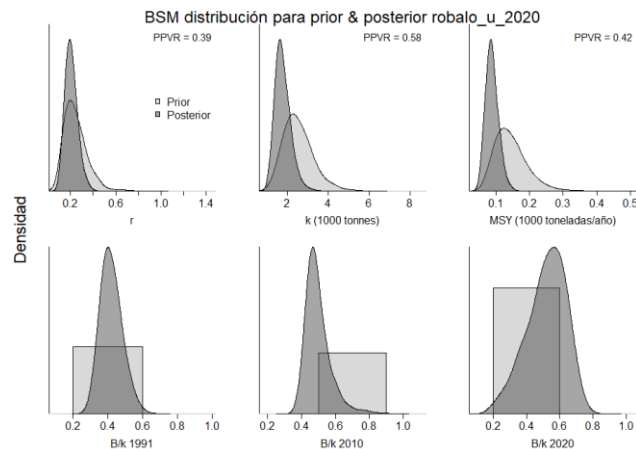 BSM distribución para prior & posterior robalo_u_2020
PPVR = 0.39
PPVR = 0.58
PPVR = 0.42
Prior
Posterior
0.2 0.6 1.0 1.4
r
2 4 6 8
k (1000 tonnes)
0.1 0.2 0.3 0.4 0.5
MSY (1000 toneladas/año)
Densidad
0.2 0.4 0.6 0.8 1.0
B/k 1991
0.2 0.4 0.6 0.8 1.0
B/k 2010
0.2 0.4 0.6 0.8 1.0
B/k 2020